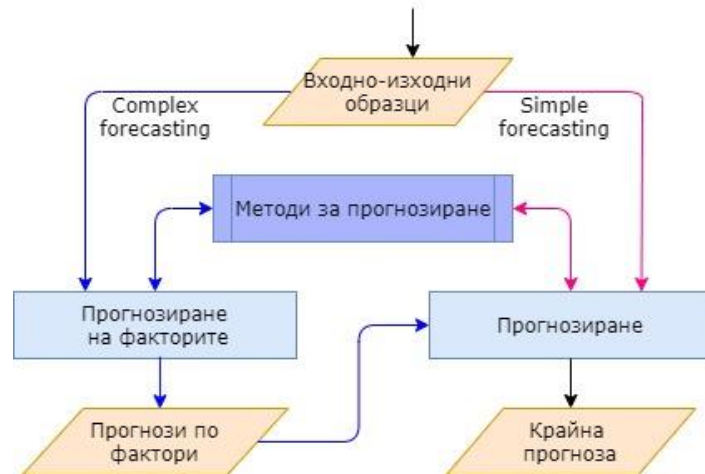 Входно-изходни
образци
Complex
forecasting
Simple
forecasting
Методи за прогнозиране
Прогнозиране
на факторите
Прогнозиране
Прогнози по
фактори
Крайна
прогноза